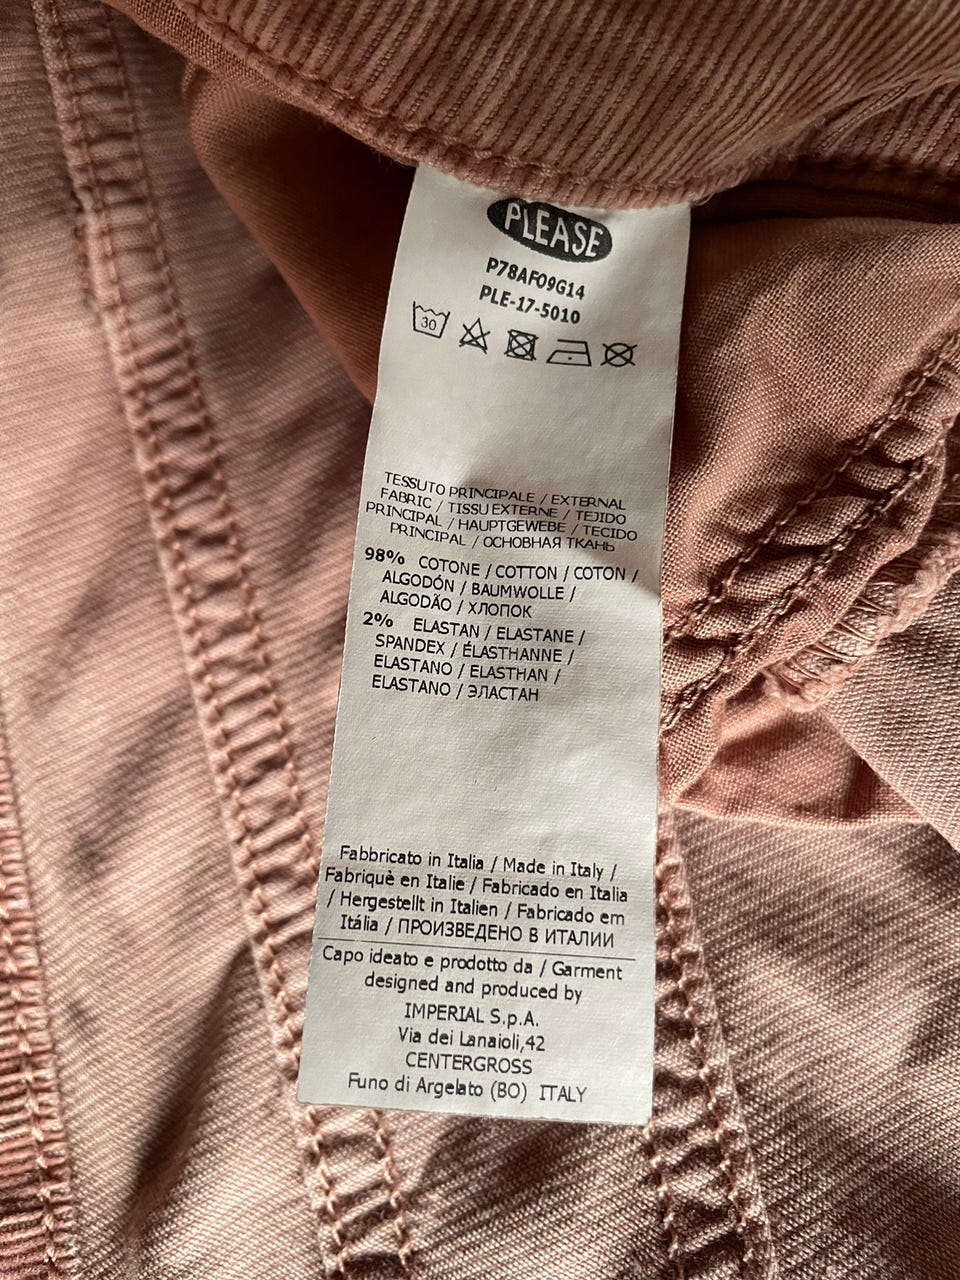 PLEASE
P78AF09G14
PLE-17-5010
30
TESSUTO PRINCIPALE / EXTERNAL
FABRIC / TISSU EXTERNE / TEJIDO
PRINCIPAL / HAUPTGEWEBE / TECIDO
PRINCIPAL / ОСНОВНАЯ ТКАНЬ
98% COTONE / COTTON / COTON /
ALGODÓN / BAUMWOLLE /
ALGODÃO / ХЛОПОК
2% ELASTAN / ELASTANE /
SPANDEX / ÉLASTHANNE /
ELASTANO / ELASTHAN /
ELASTANO / ЭЛАСТАН
Fabbricato in Italia / Made in Italy /
Fabriquè en Italie / Fabricado en Italia
/ Hergestellt in Italien / Fabricado em
Itália / ПРОИЗВЕДЕНО В ИТАЛИИ
Capo ideato e prodotto da / Garment
designed and produced by
IMPERIAL S.p.A.
Via dei Lanaioli,42
CENTERGROSS
Funo di Argelato (BO) ITALY